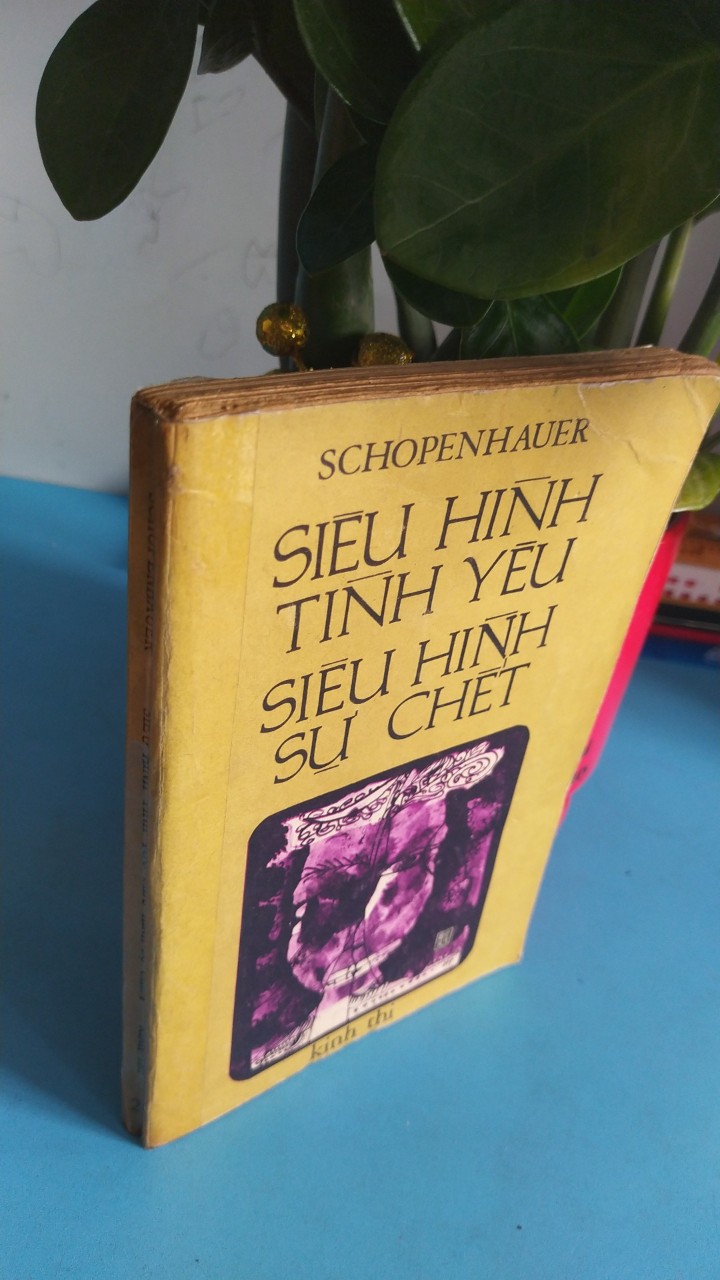 SCHOPENHAUER
SIÊU HÌNH
TÌNH YÊU
SIÊU HÌNH
SỰ CHẾT
kinh thi